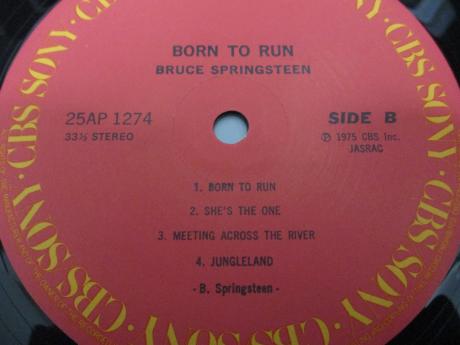 BORN TO RUN
BRUCE SPRINGSTEEN
25AP 1274
33⅓ STEREO
SIDE B
℗ 1975 CBS Inc.
JASRAC
1. BORN TO RUN
2. SHE'S THE ONE
3. MEETING ACROSS THE RIVER
4. JUNGLELAND
- B. Springsteen -
CBS SONY · CBS SONY · CBS SONY · CBS SONY